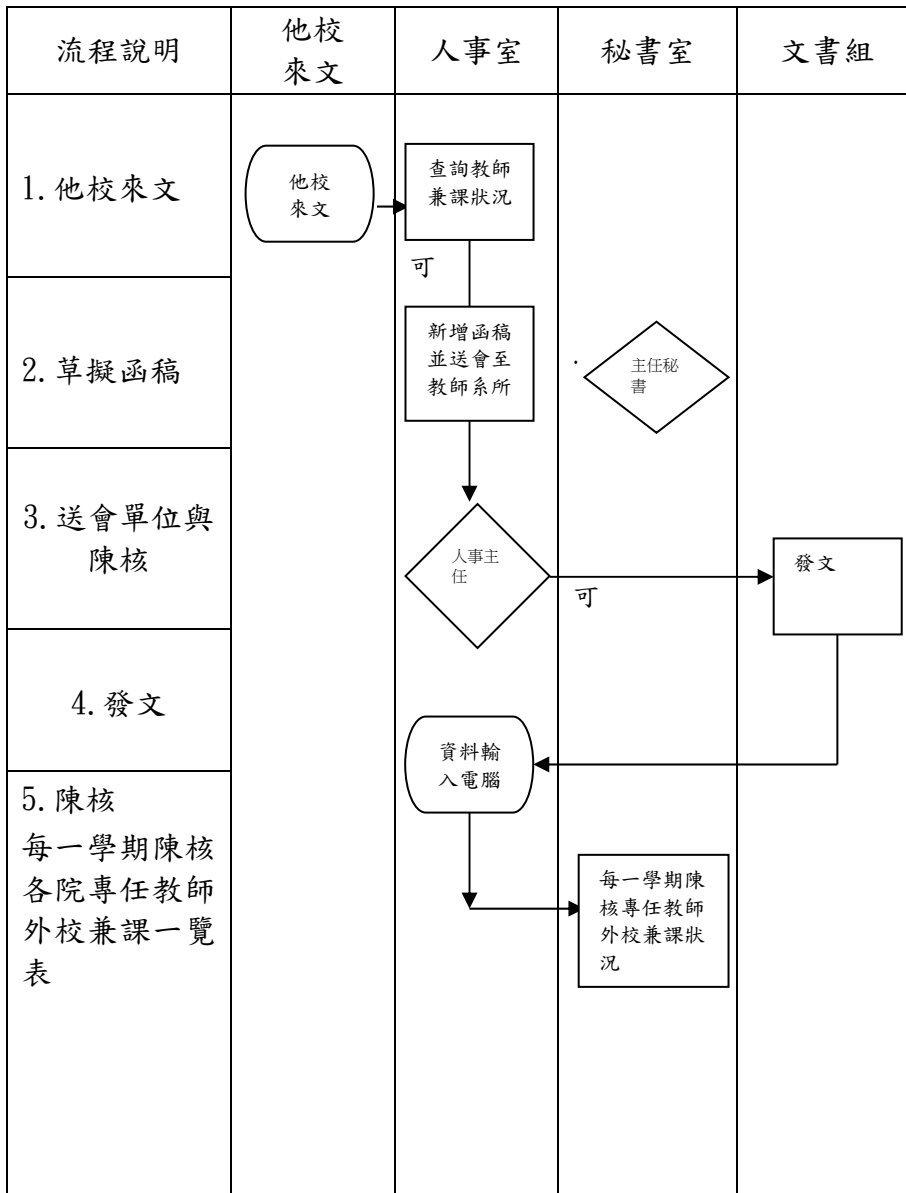 流程說明
他校
來文
人事室
秘書室
文書組
1.他校來文
他校
來文
查詢教師
兼課狀況
可
2.草擬函稿
新增函稿
並送會至
教師系所
.
主任秘
書
3.送會單位與
陳核
人事主
任
可
發文
4.發文
資料輸
入電腦
5.陳核
每一學期陳核
各院專任教師
外校兼課一覽
表
每一學期陳
核專任教師
外校兼課狀
況